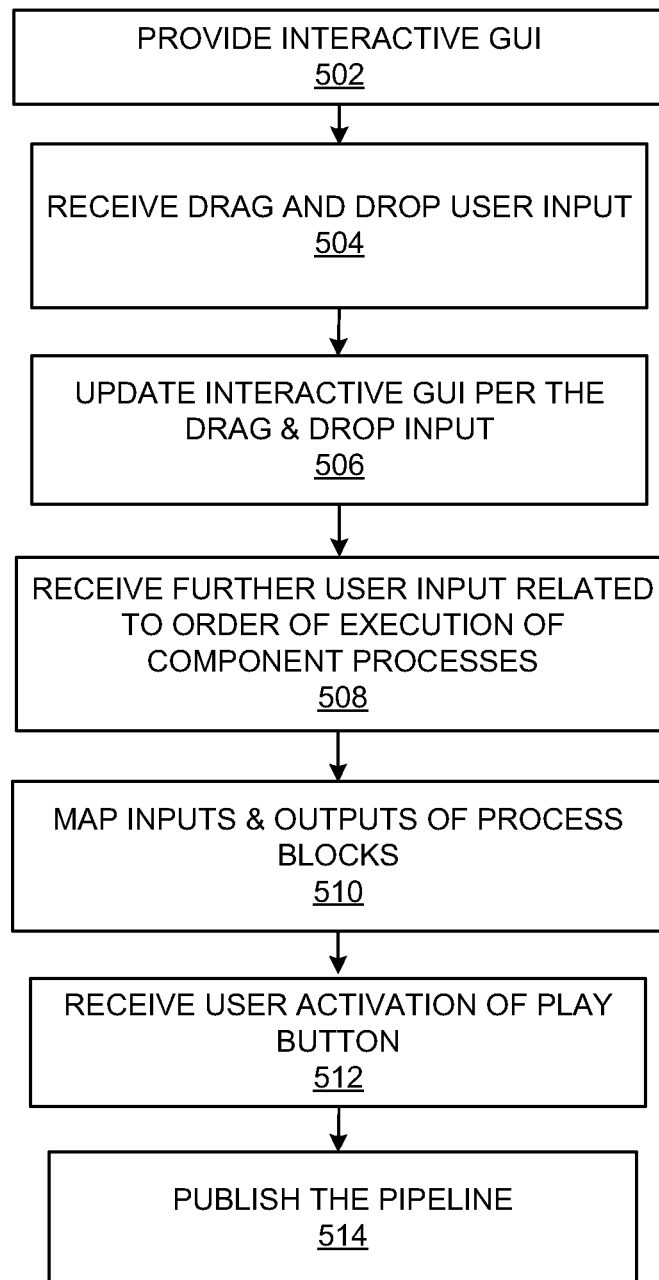 PROVIDE INTERACTIVE GUI
502
RECEIVE DRAG AND DROP USER INPUT
504
UPDATE INTERACTIVE GUI PER THE
DRAG & DROP INPUT
506
RECEIVE FURTHER USER INPUT RELATED
TO ORDER OF EXECUTION OF
COMPONENT PROCESSES
508
MAP INPUTS & OUTPUTS OF PROCESS
BLOCKS
510
RECEIVE USER ACTIVATION OF PLAY
BUTTON
512
PUBLISH THE PIPELINE
514